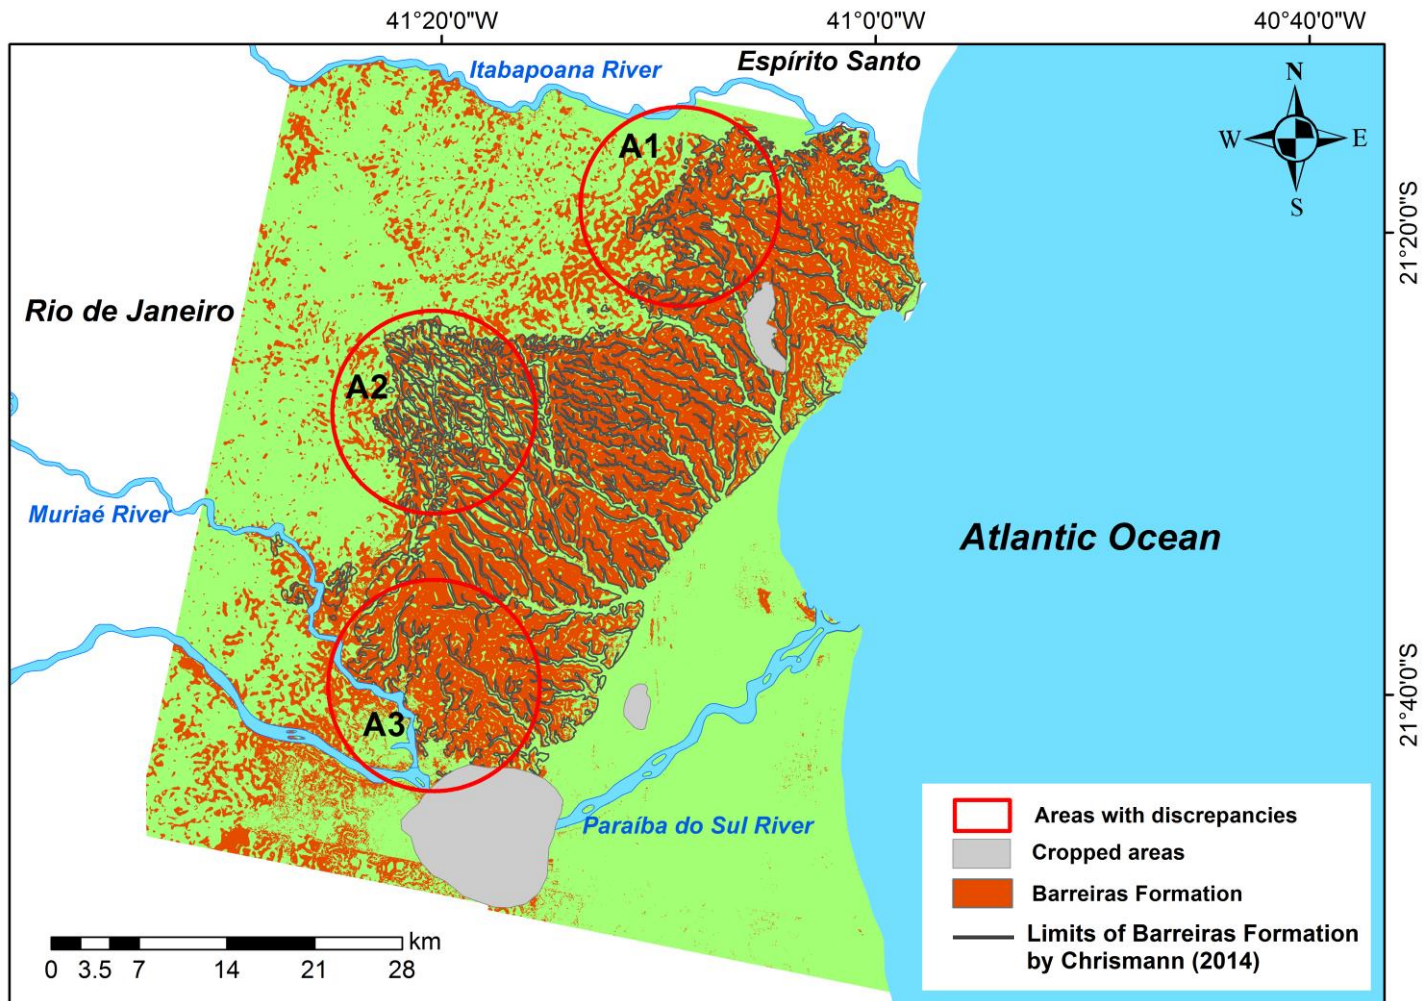 41°20'0"W
41°0'0"W
40°40'0"W
Itabapoana River
Espírito Santo
N
W
E
S
A1
21°20'0"S
Rio de Janeiro
A2
Muriaé River
Atlantic Ocean
21°40'0"S
A3
Paraíba do Sul River
Areas with discrepancies
Cropped areas
Barreiras Formation
Limits of Barreiras Formation
by Chrismann (2014)
km
0 3.5 7 14 21 28